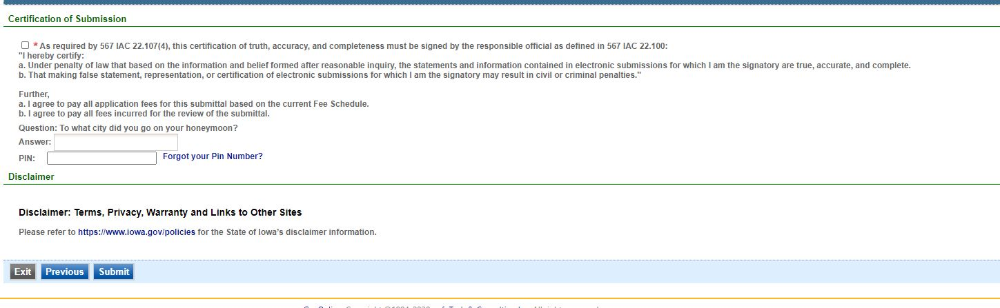 Certification of Submission
* As required by 567 IAC 22.107(4), this certification of truth, accuracy, and completeness must be signed by the responsible official as defined in 567 IAC 22.100:
"I hereby certify:
a. Under penalty of law that based on the information and belief formed after reasonable inquiry, the statements and information contained in electronic submissions for which I am the signatory are true, accurate, and complete.
b. That making false statement, representation, or certification of electronic submissions for which I am the signatory may result in civil or criminal penalties."
Further,
a. I agree to pay all application fees for this submittal based on the current Fee Schedule.
b. I agree to pay all fees incurred for the review of the submittal.
Question: To what city did you go on your honeymoon?
Answer:
PIN: Forgot your Pin Number?
Disclaimer
Disclaimer: Terms, Privacy, Warranty and Links to Other Sites
Please refer to https://www.iowa.gov/policies for the State of Iowa’s disclaimer information.
Exit Previous Submit